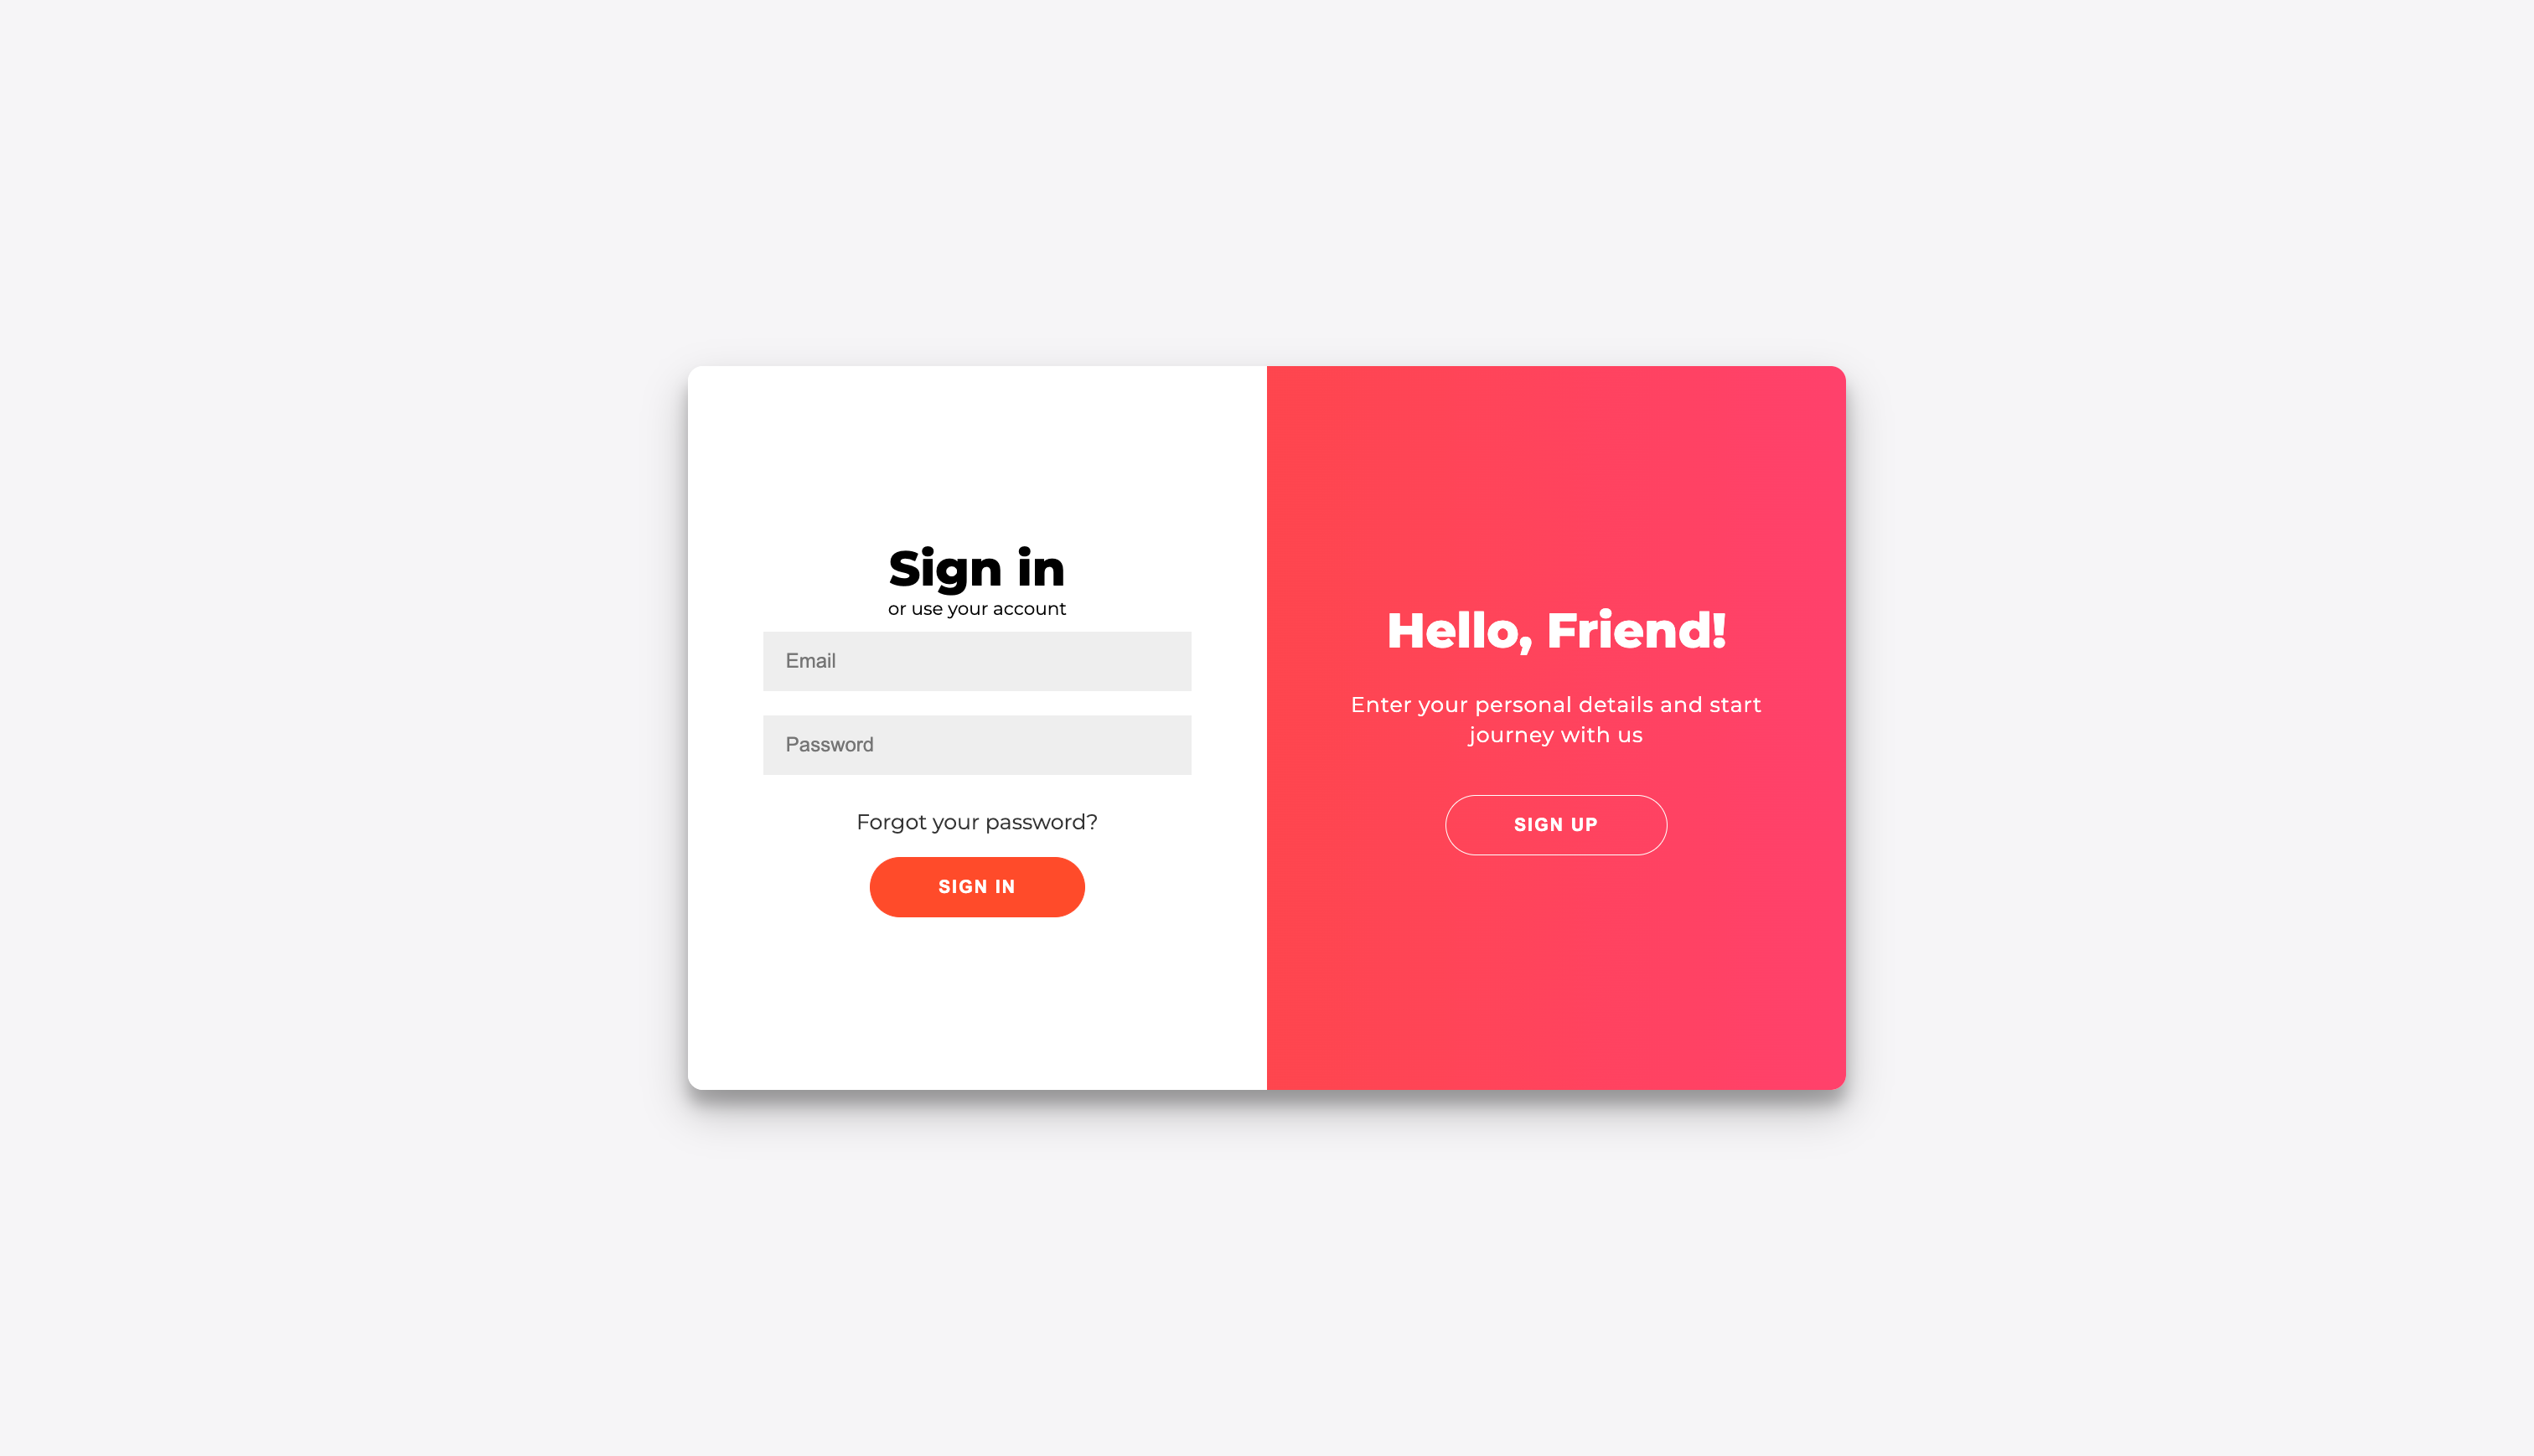 Sign in
or use your account
Email
Password
Forgot your password?
SIGN IN
Hello, Friend!
Enter your personal details and start
journey with us
SIGN UP